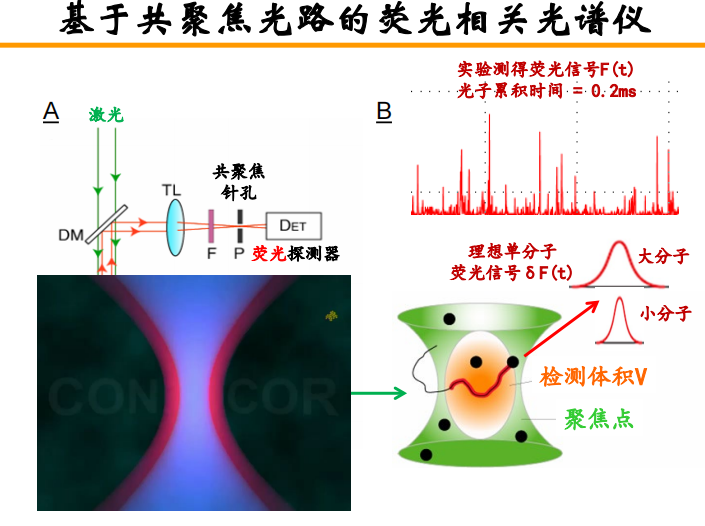 基于共聚焦光路的荧光相关光谱仪
A
激光
TL
共聚焦
针孔
DM
DET
F
P
荧光探测器
B
实验测得荧光信号F(t)
光子累积时间 = 0.2ms
理想单分子
荧光信号δF(t)
大分子
小分子
检测体积V
聚焦点